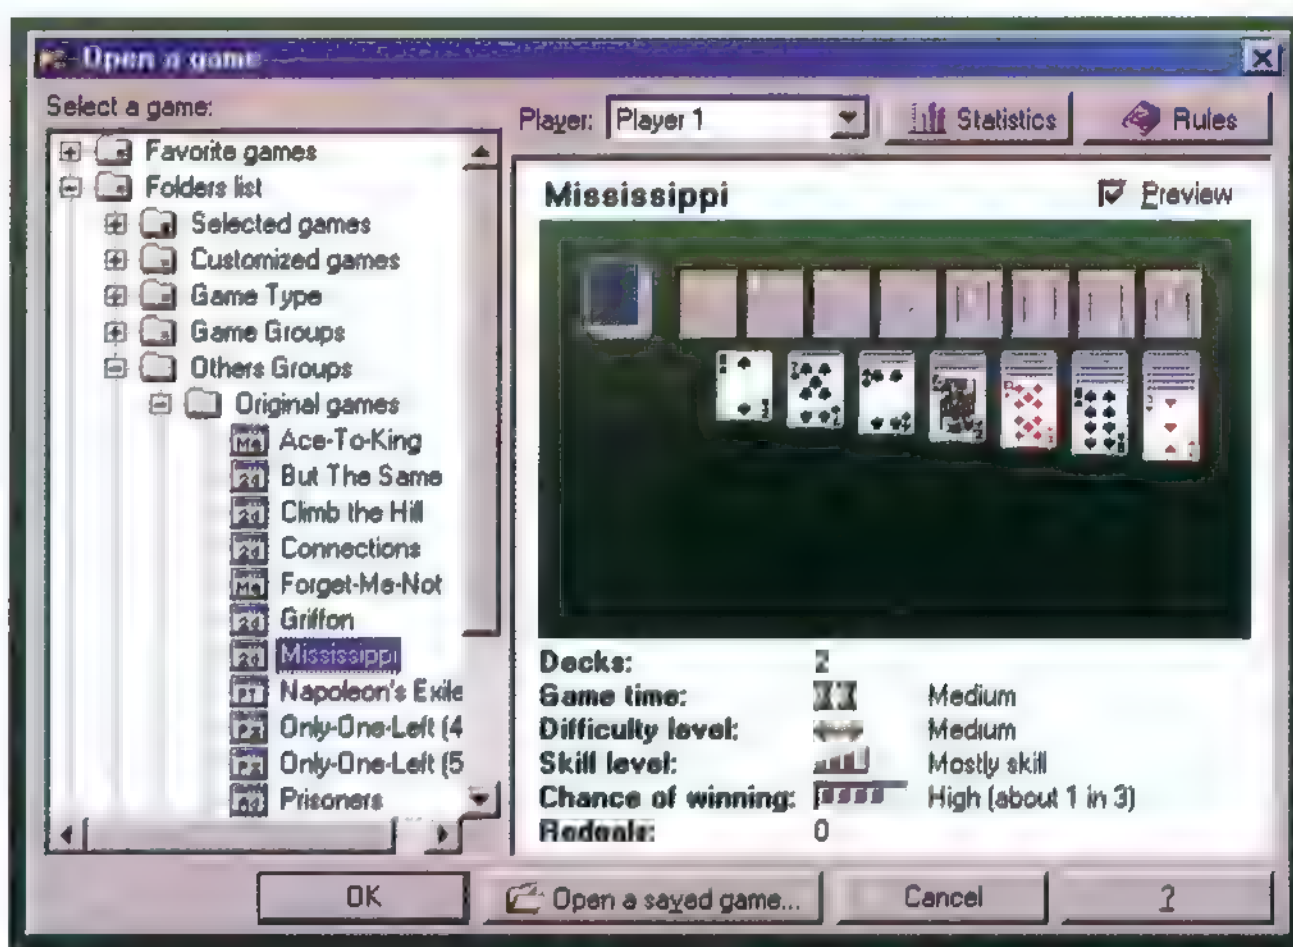 Open a game
Select a game:
Player: Player 1
Statistics
Rules
Favorite games
Folders list
Selected games
Customized games
Game Type
Game Groups
Others Groups
Original games
Ace-To-King
But The Same
Climb the Hill
Connections
Forget-Me-Not
Griffon
Mississippi
Napoleon's Exile
Only-One-Left (4
Only-One-Left (5
Prisoners
Mississippi
Preview
Decks: 2
Game time: Medium
Difficulty level: Medium
Skill level: Mostly skill
Chance of winning: High (about 1 in 3)
Redeals: 0
OK
Open a saved game...
Cancel
?